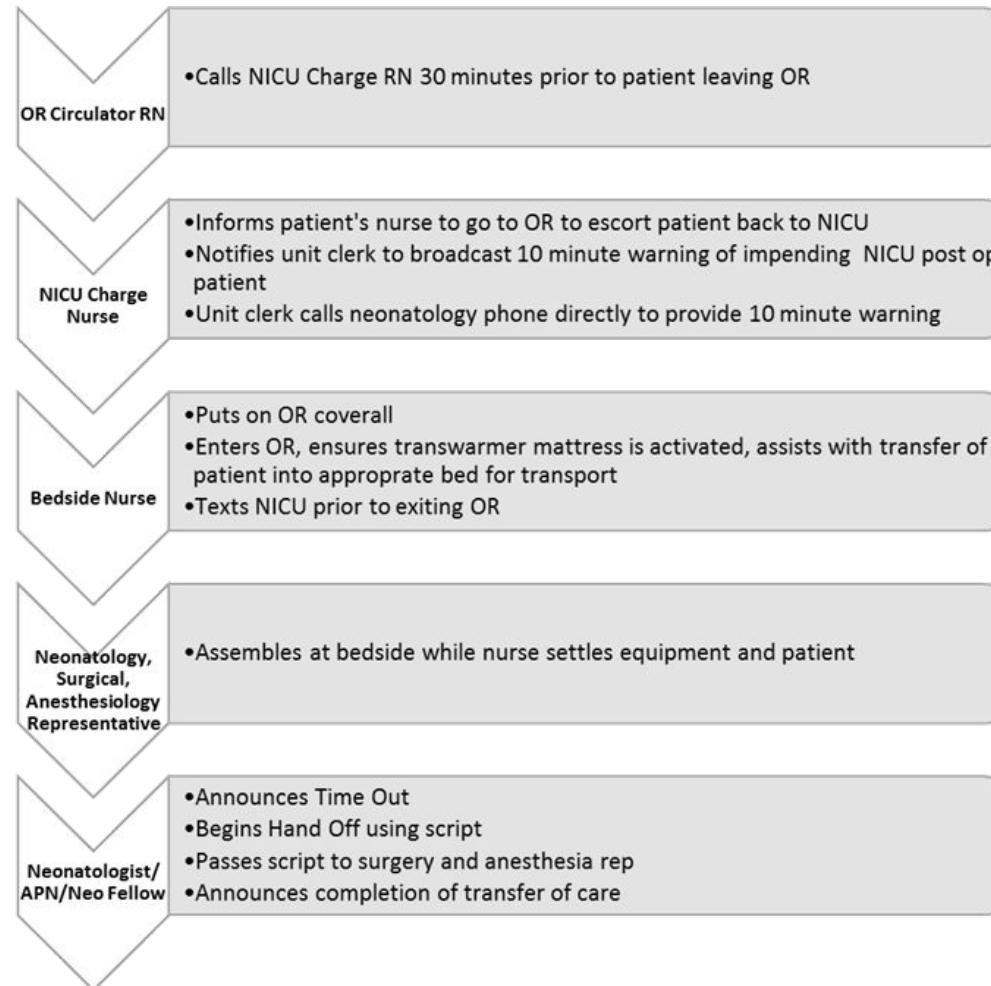 OR Circulator RN
•Calls NICU Charge RN 30 minutes prior to patient leaving OR
NICU Charge
Nurse
•Informs patient's nurse to go to OR to escort patient back to NICU
•Notifies unit clerk to broadcast 10 minute warning of impending NICU post op
patient
•Unit clerk calls neonatology phone directly to provide 10 minute warning
Bedside Nurse
•Puts on OR coverall
•Enters OR, ensures transwarmer mattress is activated, assists with transfer of
patient into approprate bed for transport
•Texts NICU prior to exiting OR
Neonatology,
Surgical,
Anesthesiology
Representative
•Assembles at bedside while nurse settles equipment and patient
Neonatologist/
APN/Neo Fellow
•Announces Time Out
•Begins Hand Off using script
•Passes script to surgery and anesthesia rep
•Announces completion of transfer of care